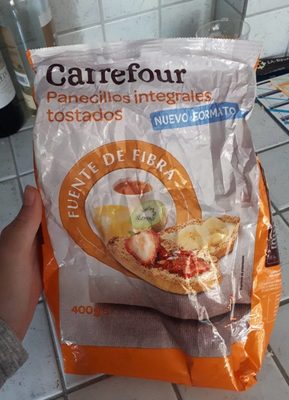 Carrefour
Panecillos integrales
tostados
NUEVO FORMATO
FUENTE DE FIBRA
400g